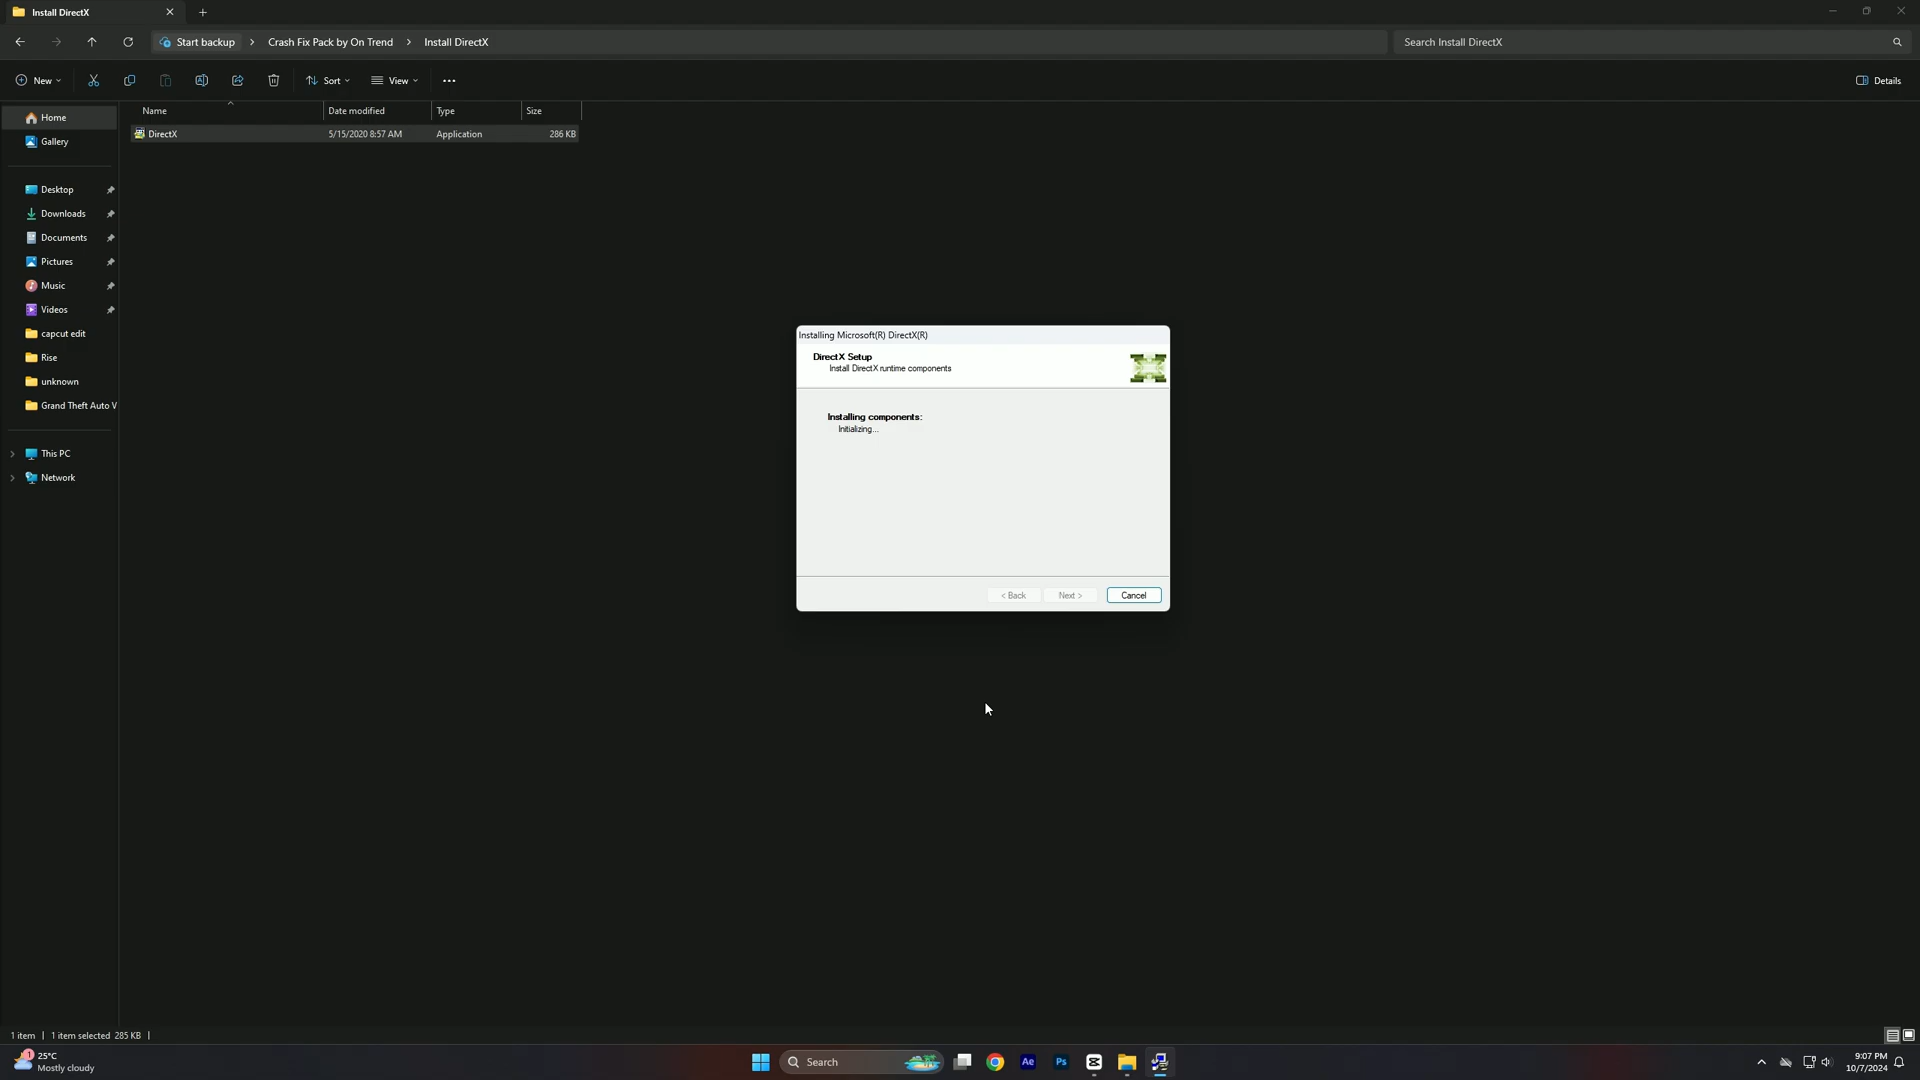 Install DirectX
Start backup > Crash Fix Pack by On Trend > Install DirectX
Search Install DirectX
New
Sort
View
Details
Name
Date modified
Type
Size
DirectX
5/15/2020 8:57 AM
Application
286 KB
Home
Gallery
Desktop
Downloads
Documents
Pictures
Music
Videos
capcut edit
Rise
unknown
Grand Theft Auto V
This PC
Network
Installing Microsoft(R) DirectX(R)
DirectX Setup
Install DirectX runtime components
Installing components:
Initializing...
< Back
Next >
Cancel
1 item
1 item selected 285 KB
1
25°C
Mostly cloudy
Search
Ae
Ps
9:07 PM
10/7/2024